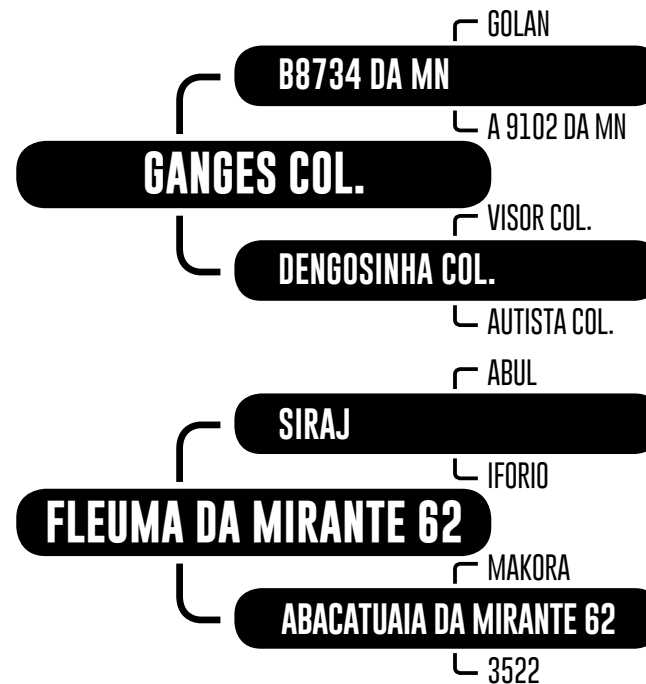 GOLAN
B8734 DA MN
A 9102 DA MN
GANGES COL.
VISOR COL.
DENGOSINHA COL.
AUTISTA COL.
ABUL
SIRAJ
IFORIO
FLEUMA DA MIRANTE 62
MAKORA
ABACATUAIA DA MIRANTE 62
3522